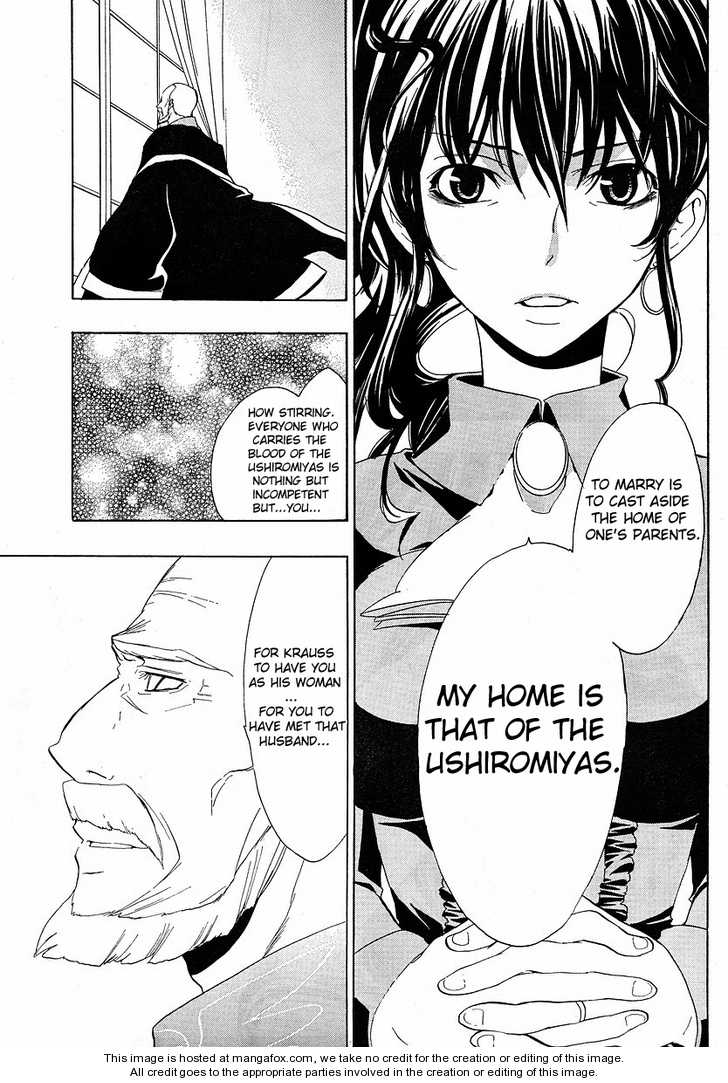 TO MARRY IS
TO CAST ASIDE
THE HOME OF
ONE'S PARENTS.
MY HOME IS
THAT OF THE
USHIROMIYAS.
HOW STIRRING.
EVERYONE WHO
CARRIES THE
BLOOD OF THE
USHIROMIYAS IS
NOTHING BUT
INCOMPETENT
BUT...YOU...
FOR KRAUSS
TO HAVE YOU
AS HIS WOMAN
...
FOR YOU TO
HAVE MET THAT
HUSBAND...
This image is hosted at mangafox.com, we take no credit for the creation or editing of this image.
All credit goes to the appropriate parties involved in the creation or editing of this image.